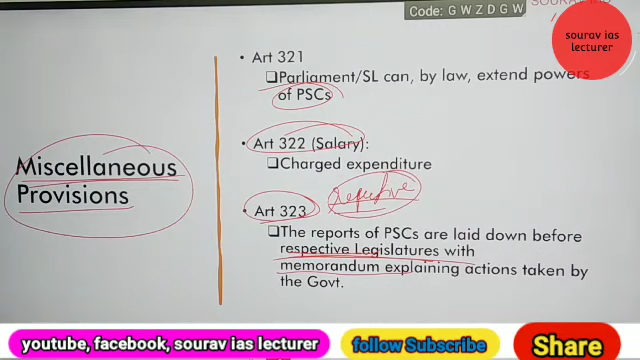 Code: G W Z D G W
sourav ias
lecturer
Miscellaneous
Provisions
• Art 321
❑Parliament/SL can, by law, extend powers
of PSCs
• Art 322 (Salary):
❑Charged expenditure
• Art 323
❑The reports of PSCs are laid down before
respective Legislatures with
memorandum explaining actions taken by
the Govt.
youtube, facebook, sourav ias lecturer
follow Subscribe
Share